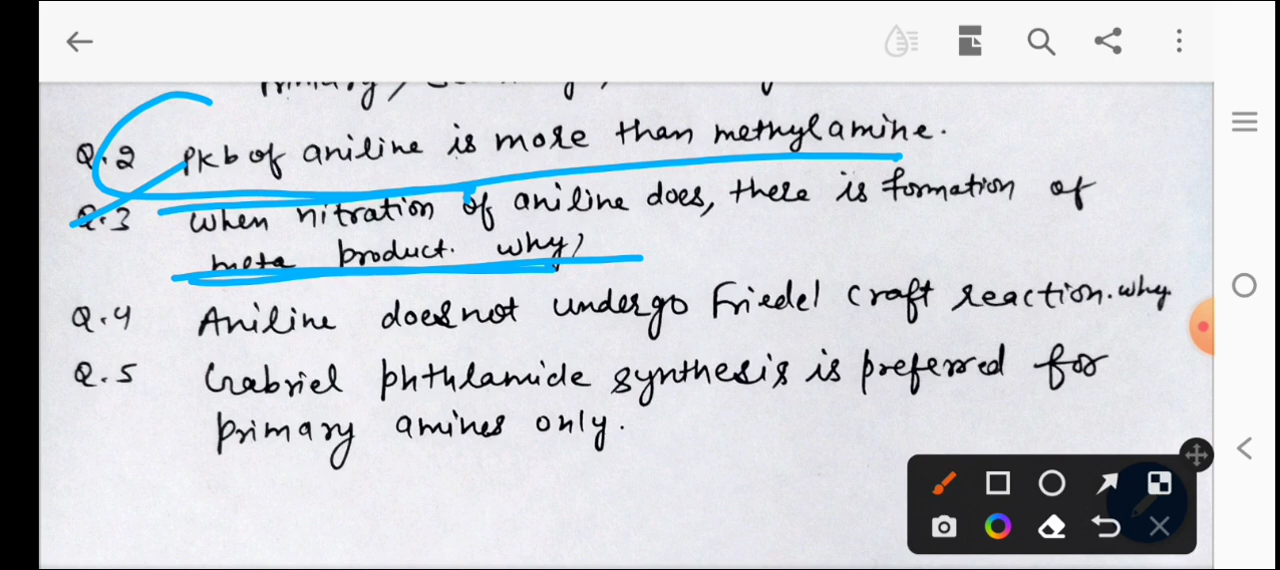 Q.2 Pkb of aniline is more than methylamine.
Q.3 When nitration of aniline does, there is formation of
meta product. why?
Q.4 Aniline does not undergo Friedel craft reaction. why
Q.5 Gabriel phthlamide synthesis is preferred for
primary amines only.